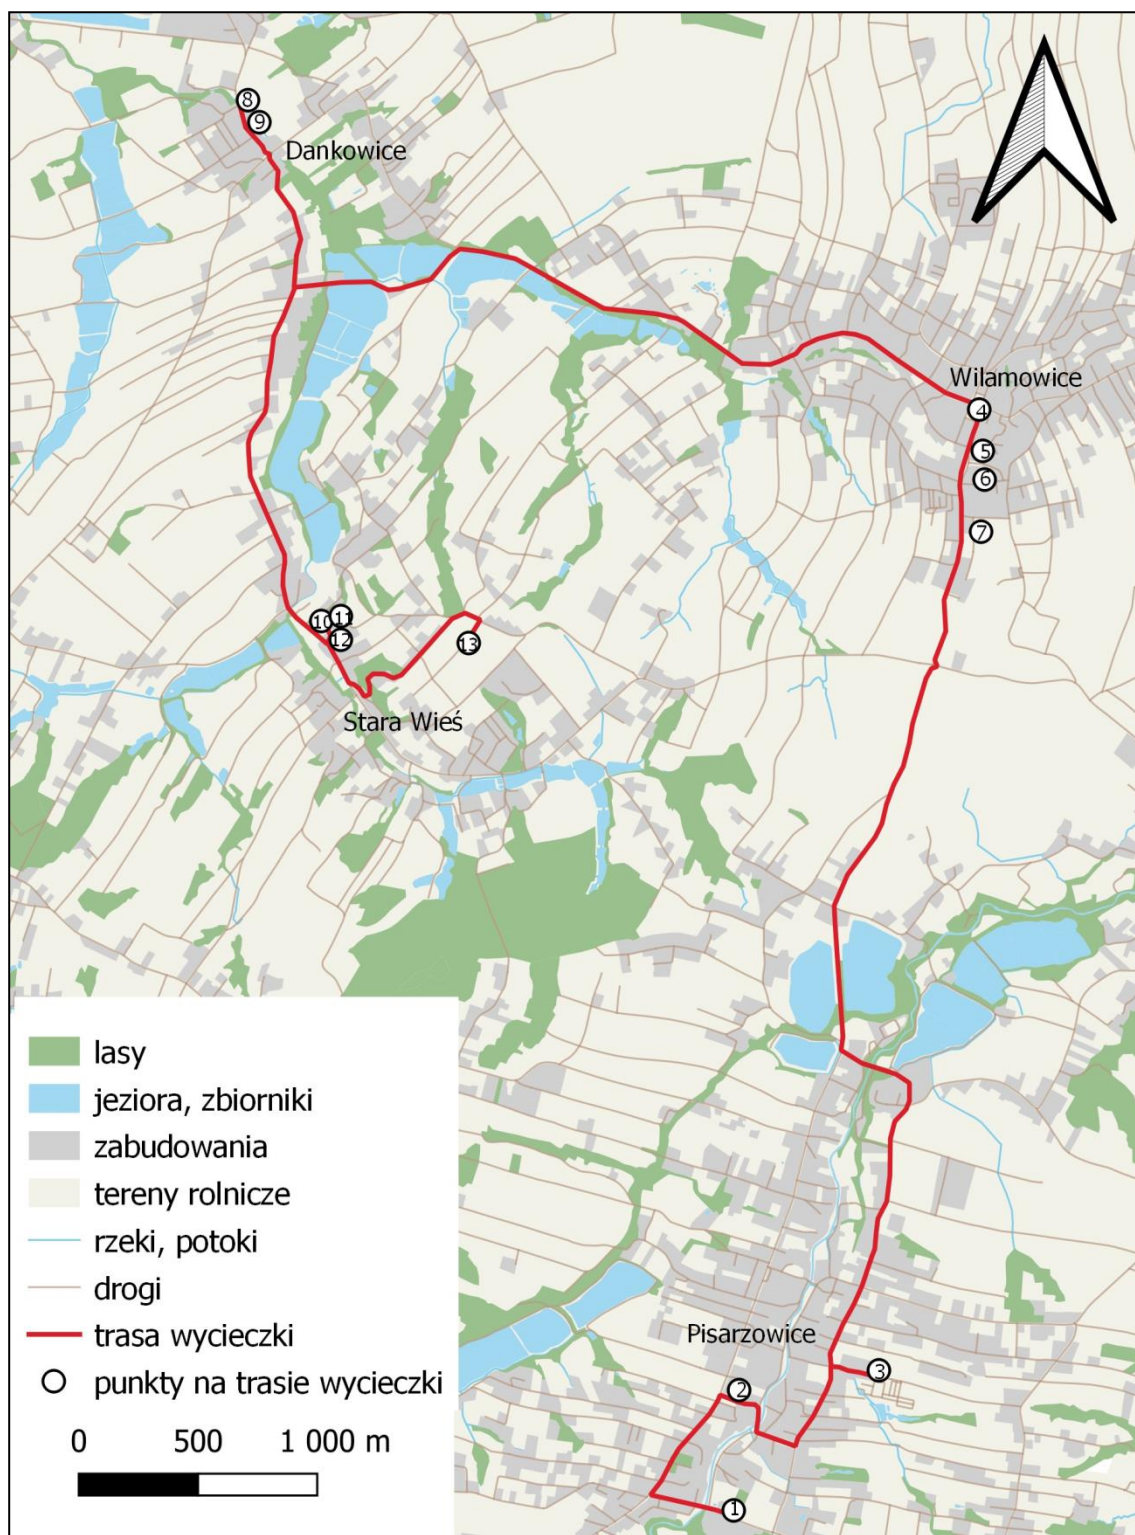 8
9
Dankowice
Wilamowice
4
5
6
7
10
11
12
13
Stara Wieś
lasy
jeziora, zbiorniki
zabudowania
tereny rolnicze
rzeki, potoki
drogi
trasa wycieczki
punkty na trasie wycieczki
0 500 1 000 m
Pisarzowice
3
2
1